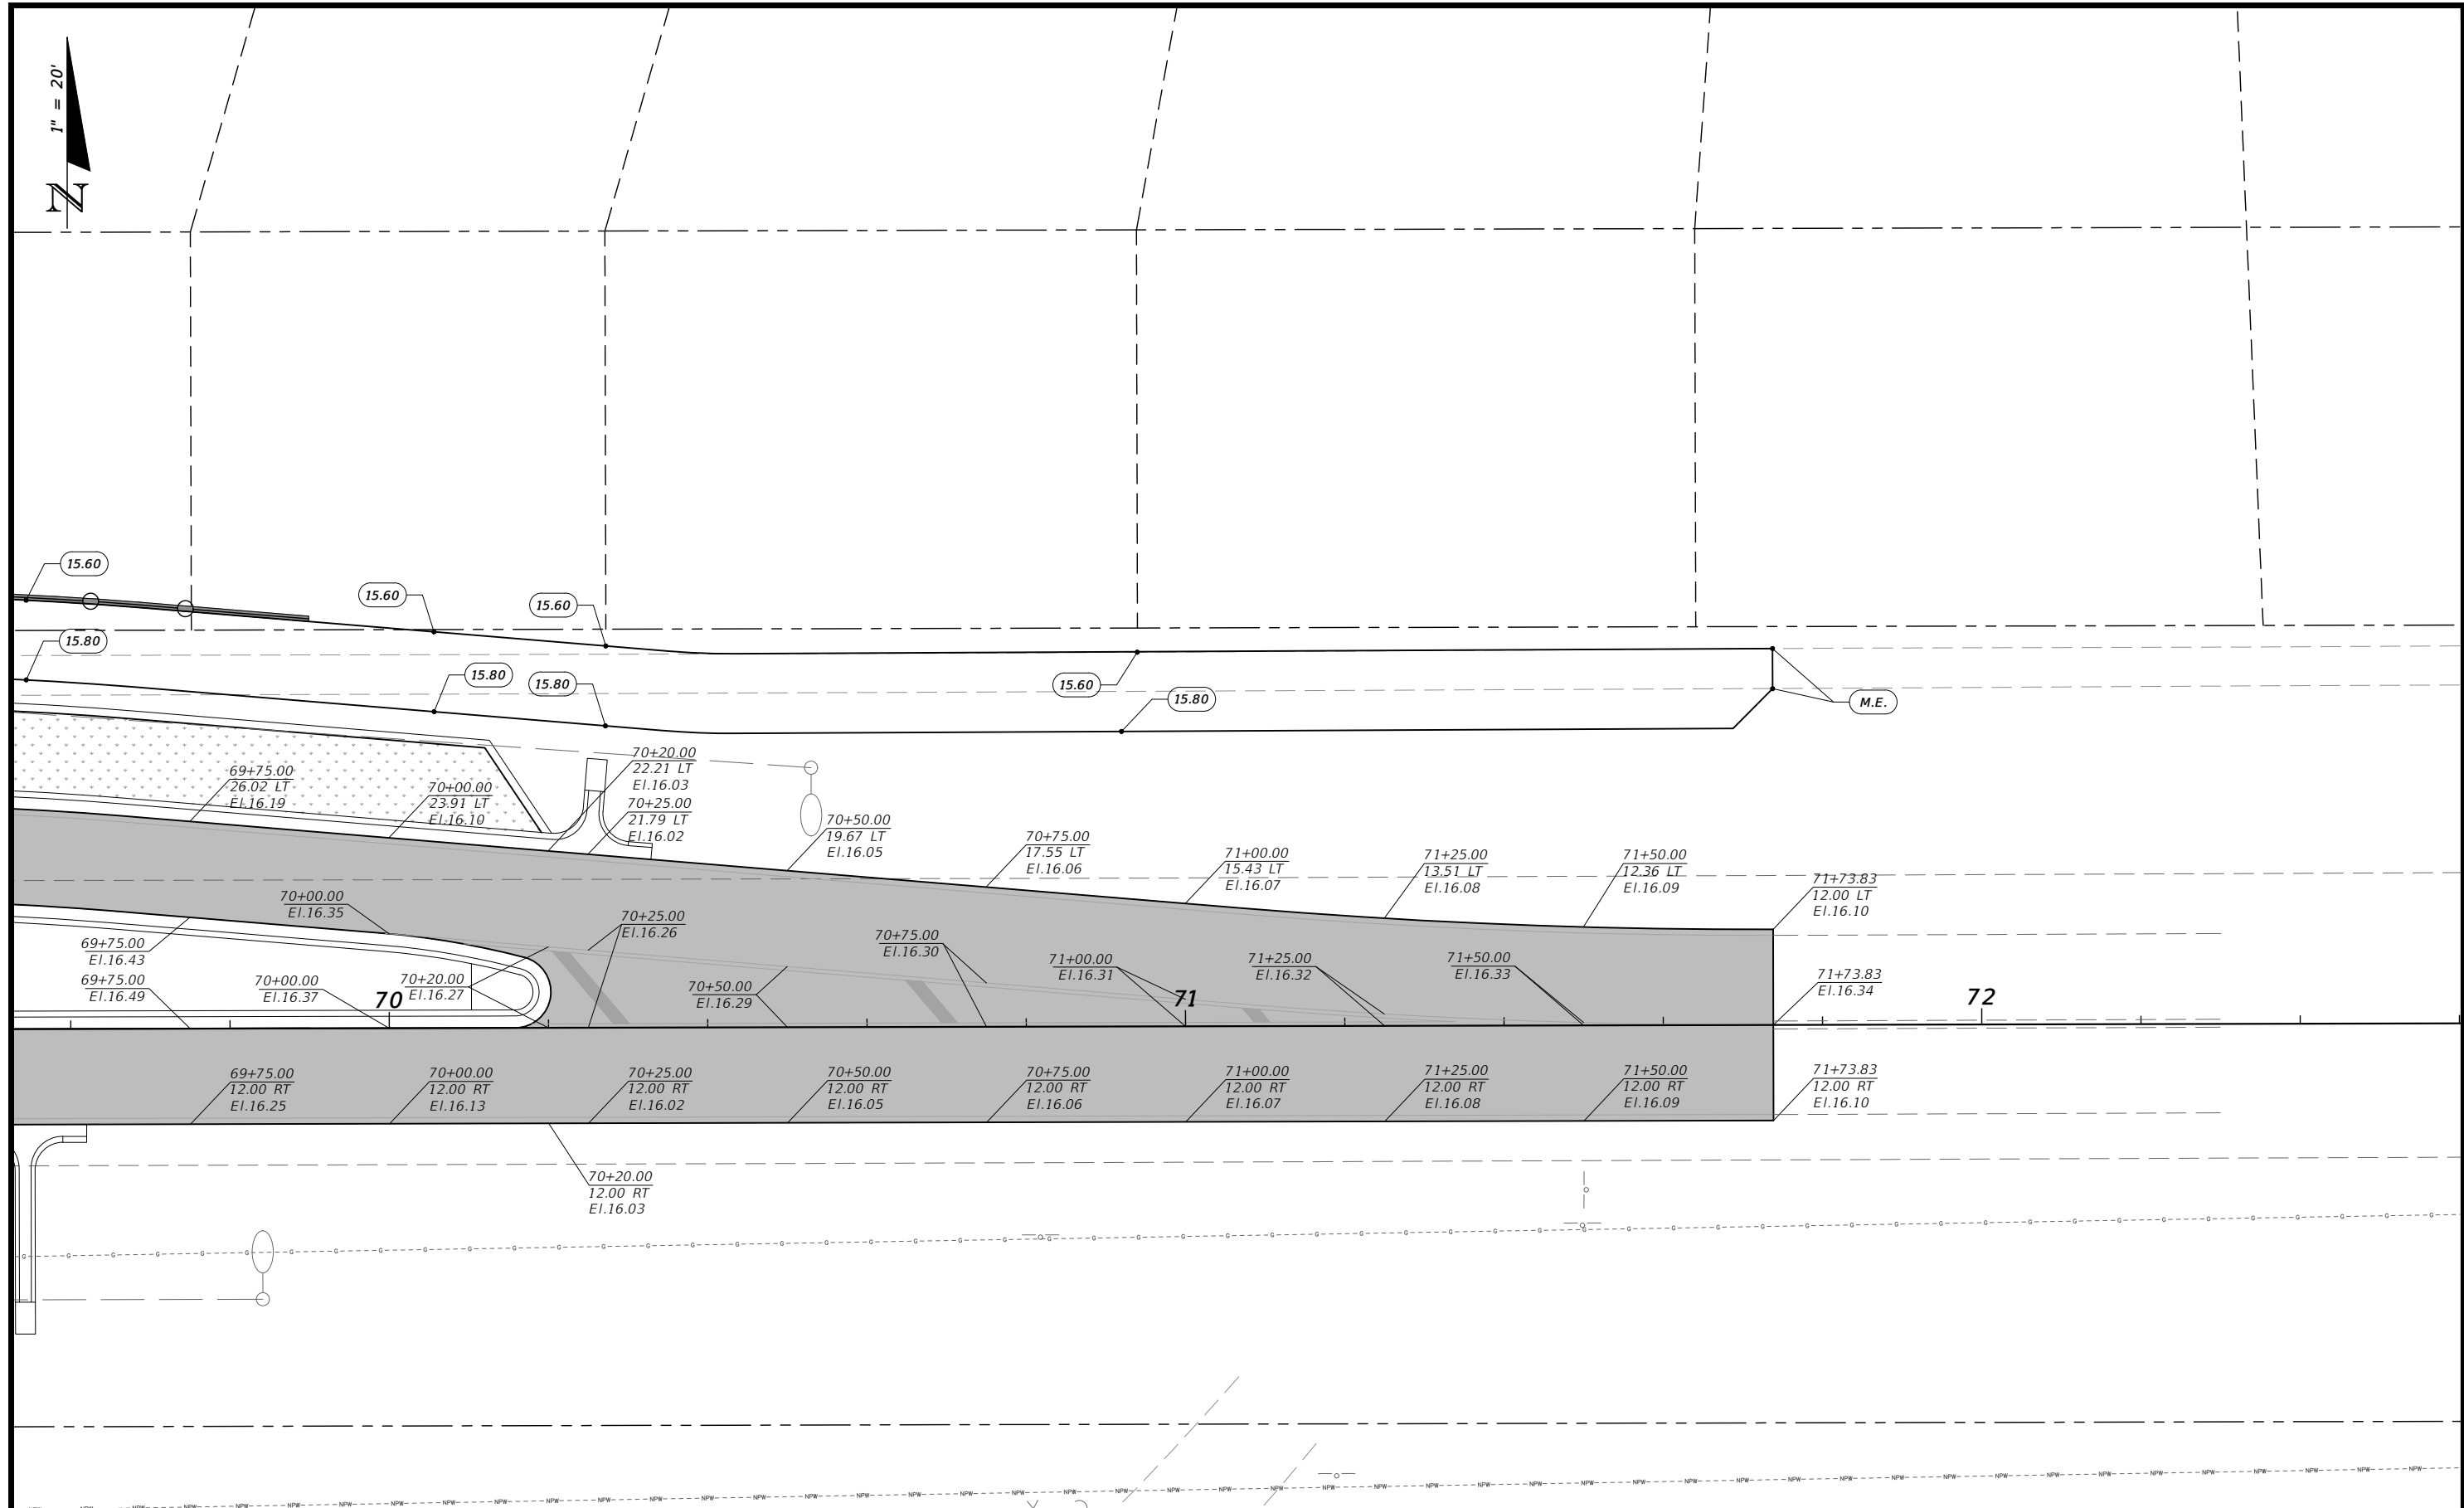 1" = 20'
N
15.60
15.60
15.60
15.80
15.80
15.80
15.60
15.80
M.E.
70+20.00
22.21 LT
El.16.03
69+75.00
26.02 LT
El.16.19
70+00.00
23.91 LT
El.16.10
70+25.00
21.79 LT
El.16.02
70+50.00
19.67 LT
El.16.05
70+75.00
17.55 LT
El.16.06
71+00.00
15.43 LT
El.16.07
71+25.00
13.51 LT
El.16.08
71+50.00
12.36 LT
El.16.09
71+73.83
12.00 LT
El.16.10
70+00.00
El.16.35
70+25.00
El.16.26
69+75.00
El.16.43
70+75.00
El.16.30
71+00.00
El.16.31
71+25.00
El.16.32
71+50.00
El.16.33
69+75.00
El.16.49
70+00.00
El.16.37
70+20.00
El.16.27
70+50.00
El.16.29
71+73.83
El.16.34
70
71
72
69+75.00
12.00 RT
El.16.25
70+00.00
12.00 RT
El.16.13
70+25.00
12.00 RT
El.16.02
70+50.00
12.00 RT
El.16.05
70+75.00
12.00 RT
El.16.06
71+00.00
12.00 RT
El.16.07
71+25.00
12.00 RT
El.16.08
71+50.00
12.00 RT
El.16.09
71+73.83
12.00 RT
El.16.10
70+20.00
12.00 RT
El.16.03